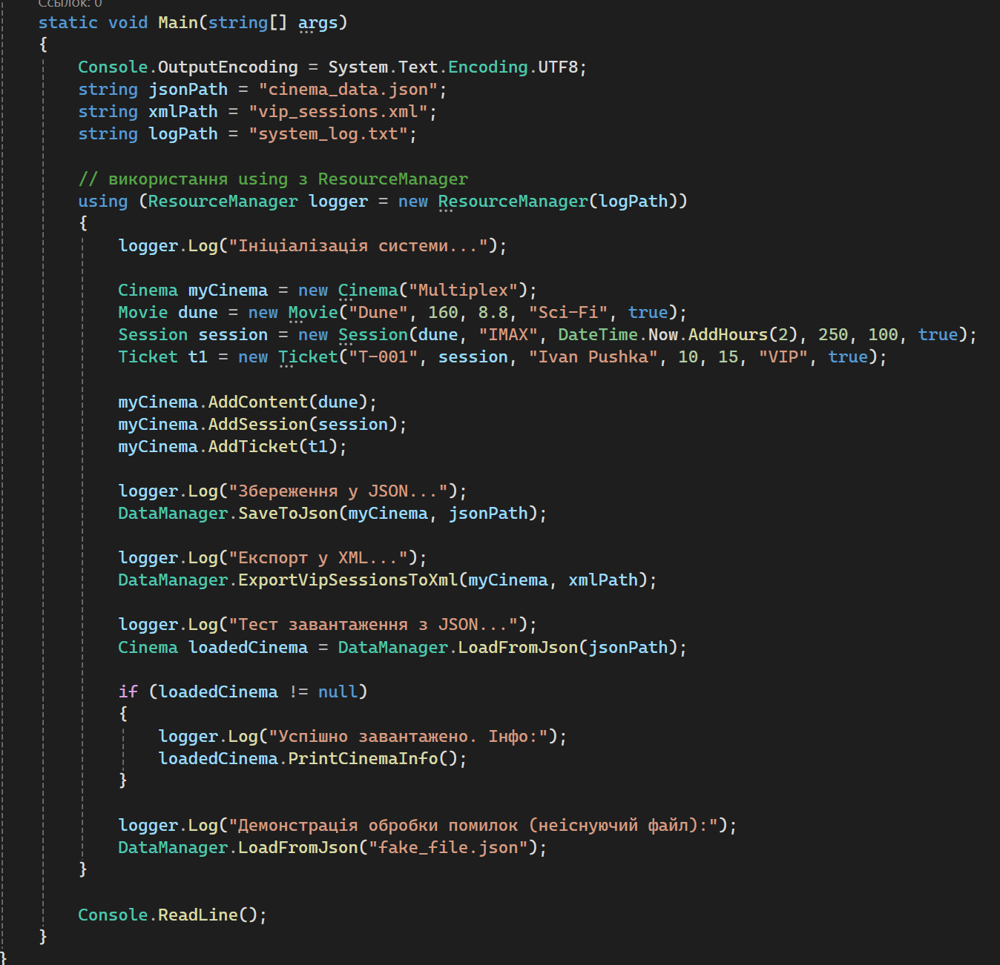 Ссылок: 0
static void Main(string[] args)
{
Console.OutputEncoding = System.Text.Encoding.UTF8;
string jsonPath = "cinema_data.json";
string xmlPath = "vip_sessions.xml";
string logPath = "system_log.txt";
// використання using з ResourceManager
using (ResourceManager logger = new ResourceManager(logPath))
{
logger.Log("Ініціалізація системи...");
Cinema myCinema = new Cinema("Multiplex");
Movie dune = new Movie("Dune", 160, 8.8, "Sci-Fi", true);
Session session = new Session(dune, "IMAX", DateTime.Now.AddHours(2), 250, 100, true);
Ticket t1 = new Ticket("T-001", session, "Ivan Pushka", 10, 15, "VIP", true);
myCinema.AddContent(dune);
myCinema.AddSession(session);
myCinema.AddTicket(t1);
logger.Log("Збереження у JSON...");
DataManager.SaveToJson(myCinema, jsonPath);
logger.Log("Експорт у XML...");
DataManager.ExportVipSessionsToXml(myCinema, xmlPath);
logger.Log("Тест завантаження з JSON...");
Cinema loadedCinema = DataManager.LoadFromJson(jsonPath);
if (loadedCinema != null)
{
logger.Log("Успішно завантажено. Інфо:");
loadedCinema.PrintCinemaInfo();
}
logger.Log("Демонстрація обробки помилок (неіснуючий файл):");
DataManager.LoadFromJson("fake_file.json");
}
Console.ReadLine();
}
}